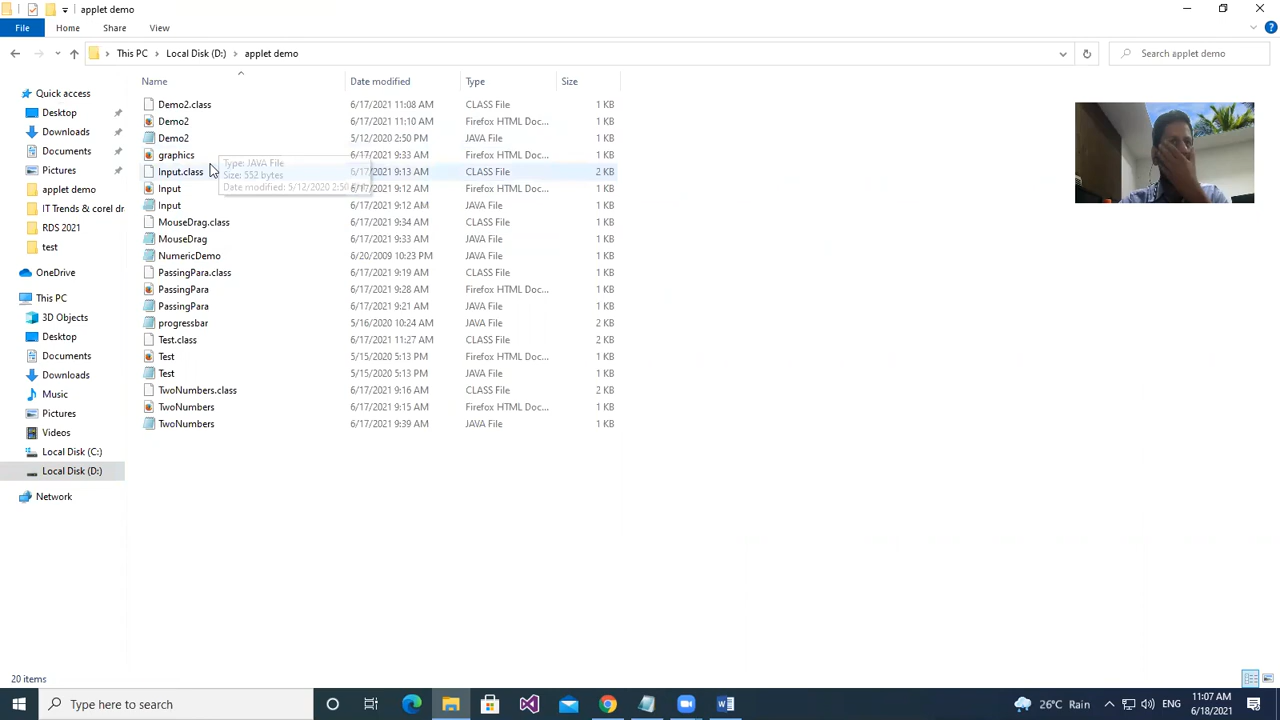 applet demo
File Home Share View
This PC Local Disk (D:) applet demo Search applet demo
Name Date modified Type Size
Quick access
Desktop
Downloads
Documents
Pictures
applet demo
IT Trends & corel dr
RDS 2021
test
OneDrive
This PC
3D Objects
Desktop
Documents
Downloads
Music
Pictures
Videos
Local Disk (C:)
Local Disk (D:)
Network
Demo2.class 6/17/2021 11:08 AM CLASS File 1 KB
Demo2 6/17/2021 11:10 AM Firefox HTML Doc... 1 KB
Demo2 5/12/2020 2:50 PM JAVA File 1 KB
graphics 6/17/2021 9:33 AM Firefox HTML Doc... 1 KB
Input.class 6/17/2021 9:13 AM CLASS File 2 KB
Input 6/17/2021 9:12 AM Firefox HTML Doc... 1 KB
Input 6/17/2021 9:12 AM JAVA File 1 KB
MouseDrag.class 6/17/2021 9:34 AM CLASS File 1 KB
MouseDrag 6/17/2021 9:33 AM JAVA File 1 KB
NumericDemo 6/20/2009 10:23 PM JAVA File 1 KB
PassingPara.class 6/17/2021 9:19 AM CLASS File 1 KB
PassingPara 6/17/2021 9:28 AM Firefox HTML Doc... 1 KB
PassingPara 6/17/2021 9:21 AM JAVA File 1 KB
progressbar 5/16/2020 10:24 AM JAVA File 2 KB
Test.class 6/17/2021 11:27 AM CLASS File 2 KB
Test 5/15/2020 5:13 PM Firefox HTML Doc... 1 KB
Test 5/15/2020 5:13 PM JAVA File 1 KB
TwoNumbers.class 6/17/2021 9:16 AM CLASS File 2 KB
TwoNumbers 6/17/2021 9:15 AM Firefox HTML Doc... 1 KB
TwoNumbers 6/17/2021 9:39 AM JAVA File 1 KB
Type: JAVA File
Size: 552 bytes
Date modified: 5/12/2020 2:50
20 items
Type here to search
26°C Rain
ENG
11:07 AM
6/18/2021